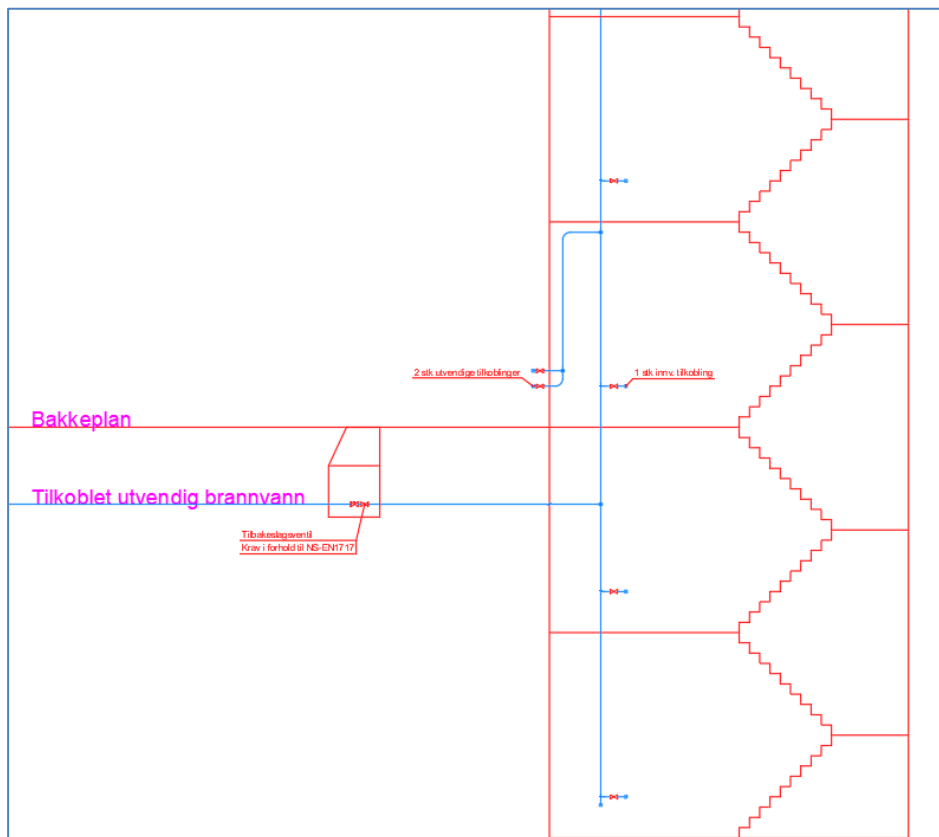 2 stk utvendige tilkoblinger
1 stk innv. tilkobling
Bakkeplan
Tilkoblet utvendig brannvann
Tilbakeslagsventil
Krav i forhold til NS-EN1717